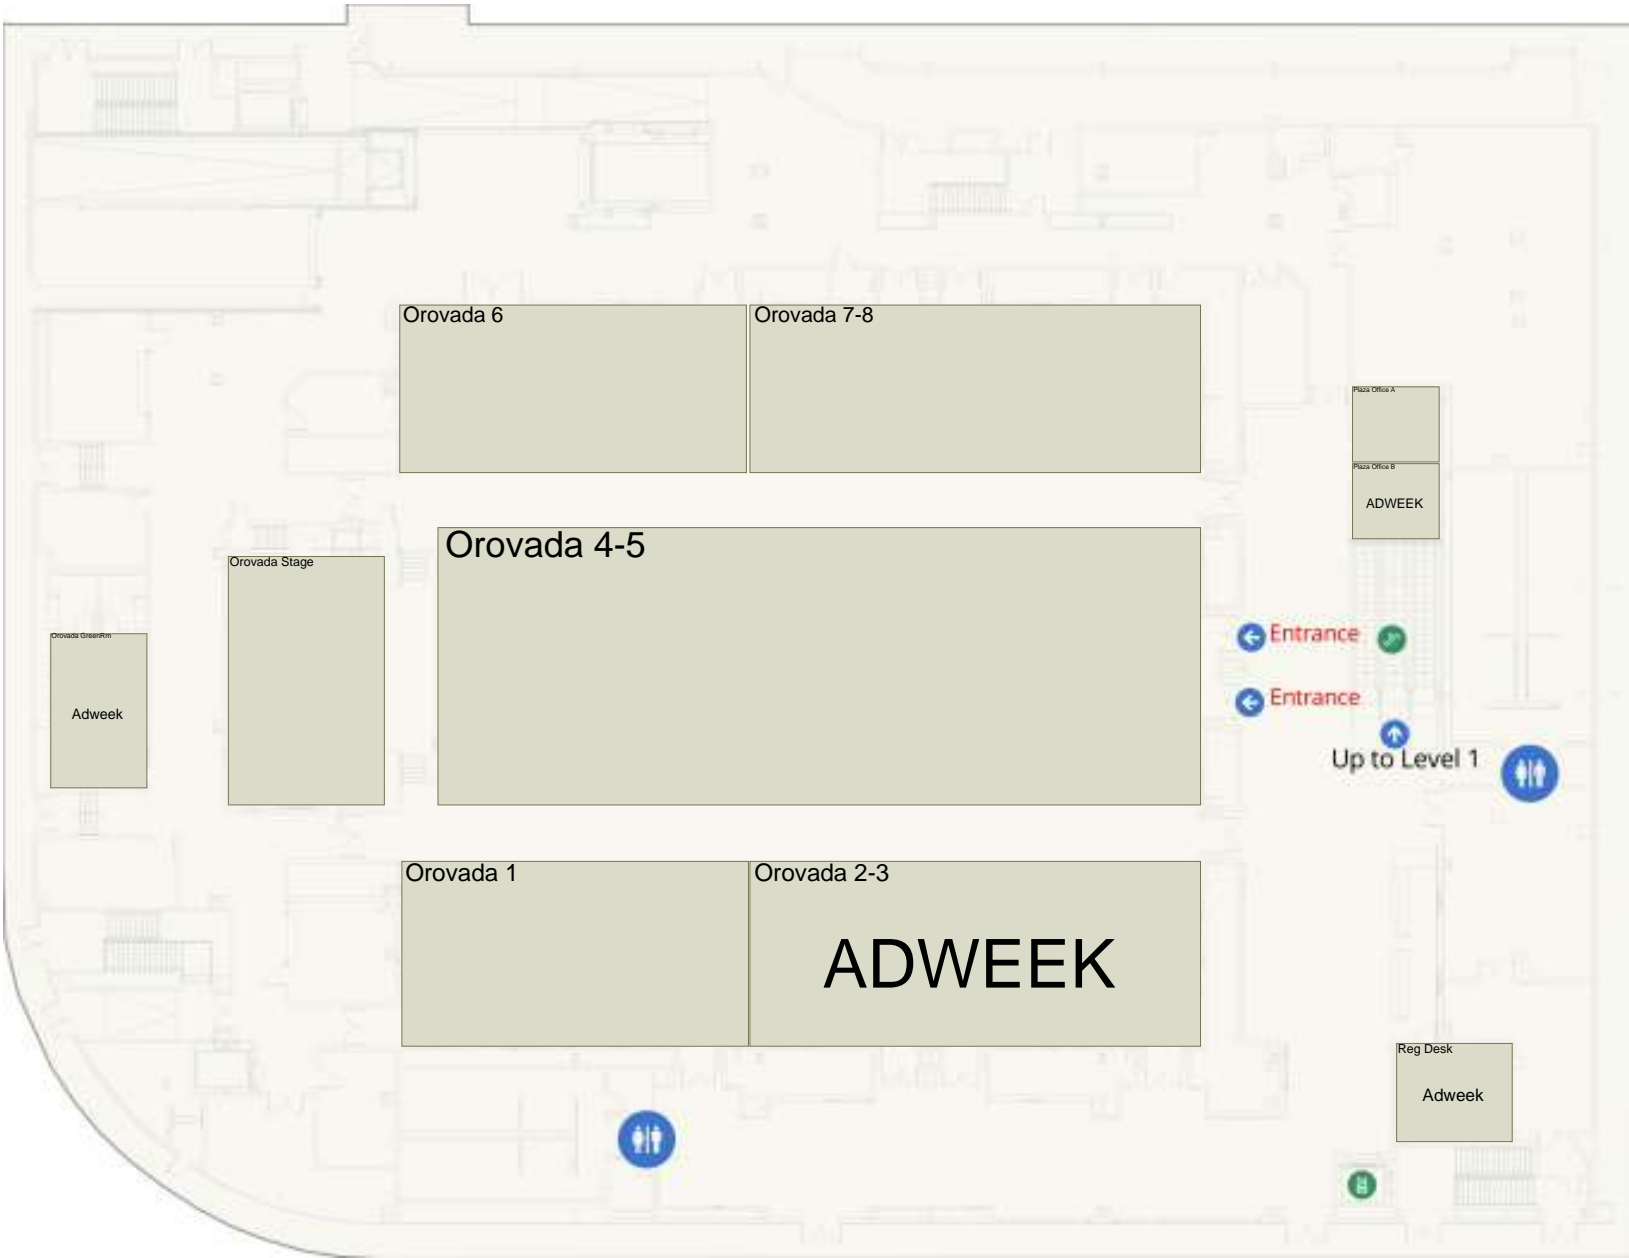 Orovada 6
Orovada 7-8
Plaza Office A
Plaza Office B
ADWEEK
Orovada 4-5
Orovada Stage
Orovada GreenRm
Adweek
Entrance
Entrance
Up to Level 1
Orovada 1
Orovada 2-3
ADWEEK
Reg Desk
Adweek